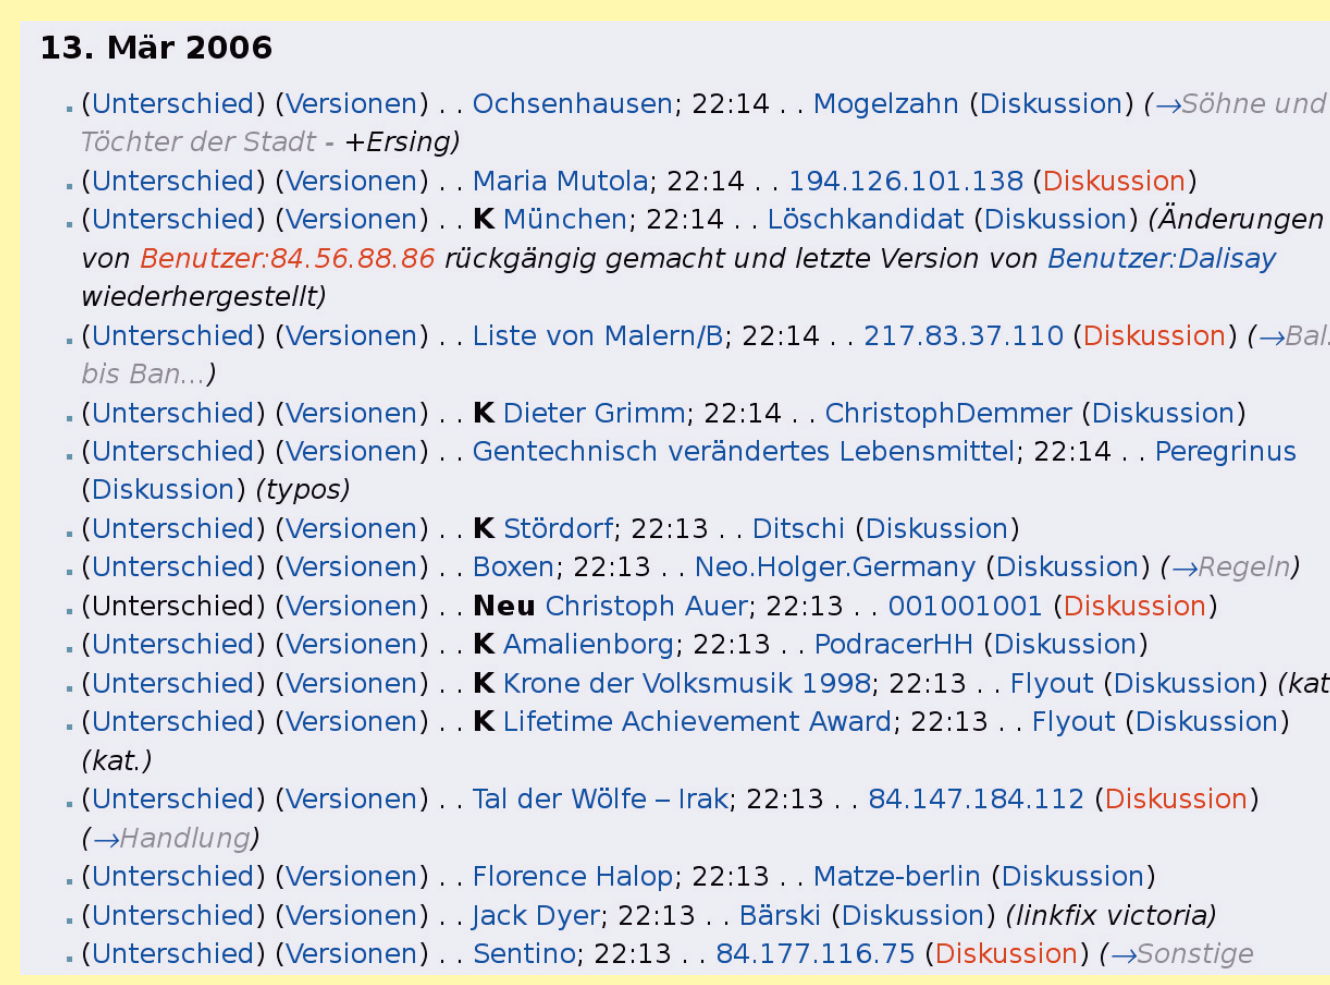 13. Mär 2006
(Unterschied) (Versionen) . . Ochsenhausen; 22:14 . . Mogelzahn (Diskussion) (→Söhne und
Töchter der Stadt - +Ersing)
(Unterschied) (Versionen) . . Maria Mutola; 22:14 . . 194.126.101.138 (Diskussion)
(Unterschied) (Versionen) . . K München; 22:14 . . Löschkandidat (Diskussion) (Änderungen
von Benutzer:84.56.88.86 rückgängig gemacht und letzte Version von Benutzer:Dalisay
wiederhergestellt)
(Unterschied) (Versionen) . . Liste von Malern/B; 22:14 . . 217.83.37.110 (Diskussion) (→Bal.
bis Ban...)
(Unterschied) (Versionen) . . K Dieter Grimm; 22:14 . . ChristophDemmer (Diskussion)
(Unterschied) (Versionen) . . Gentechnisch verändertes Lebensmittel; 22:14 . . Peregrinus
(Diskussion) (typos)
(Unterschied) (Versionen) . . K Stördorf; 22:13 . . Ditschi (Diskussion)
(Unterschied) (Versionen) . . Boxen; 22:13 . . Neo.Holger.Germany (Diskussion) (→Regeln)
(Unterschied) (Versionen) . . Neu Christoph Auer; 22:13 . . 001001001 (Diskussion)
(Unterschied) (Versionen) . . K Amalienborg; 22:13 . . PodracerHH (Diskussion)
(Unterschied) (Versionen) . . K Krone der Volksmusik 1998; 22:13 . . Flyout (Diskussion) (kat
(Unterschied) (Versionen) . . K Lifetime Achievement Award; 22:13 . . Flyout (Diskussion)
(kat.)
(Unterschied) (Versionen) . . Tal der Wölfe – Irak; 22:13 . . 84.147.184.112 (Diskussion)
(→Handlung)
(Unterschied) (Versionen) . . Florence Halop; 22:13 . . Matze-berlin (Diskussion)
(Unterschied) (Versionen) . . Jack Dyer; 22:13 . . Bärski (Diskussion) (linkfix victoria)
(Unterschied) (Versionen) . . Sentino; 22:13 . . 84.177.116.75 (Diskussion) (→Sonstige